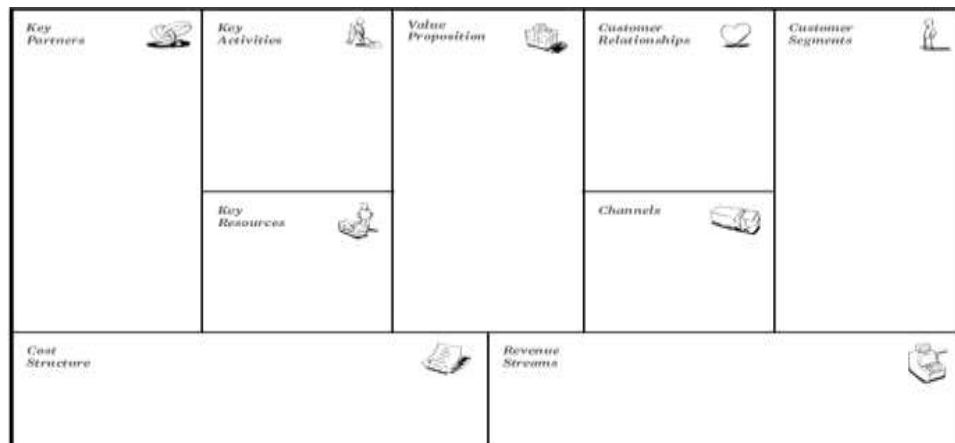 Key
Partners
Key
Activities
Value
Proposition
Customer
Relationships
Customer
Segments
Key
Resources
Channels
Cost
Structure
Revenue
Streams